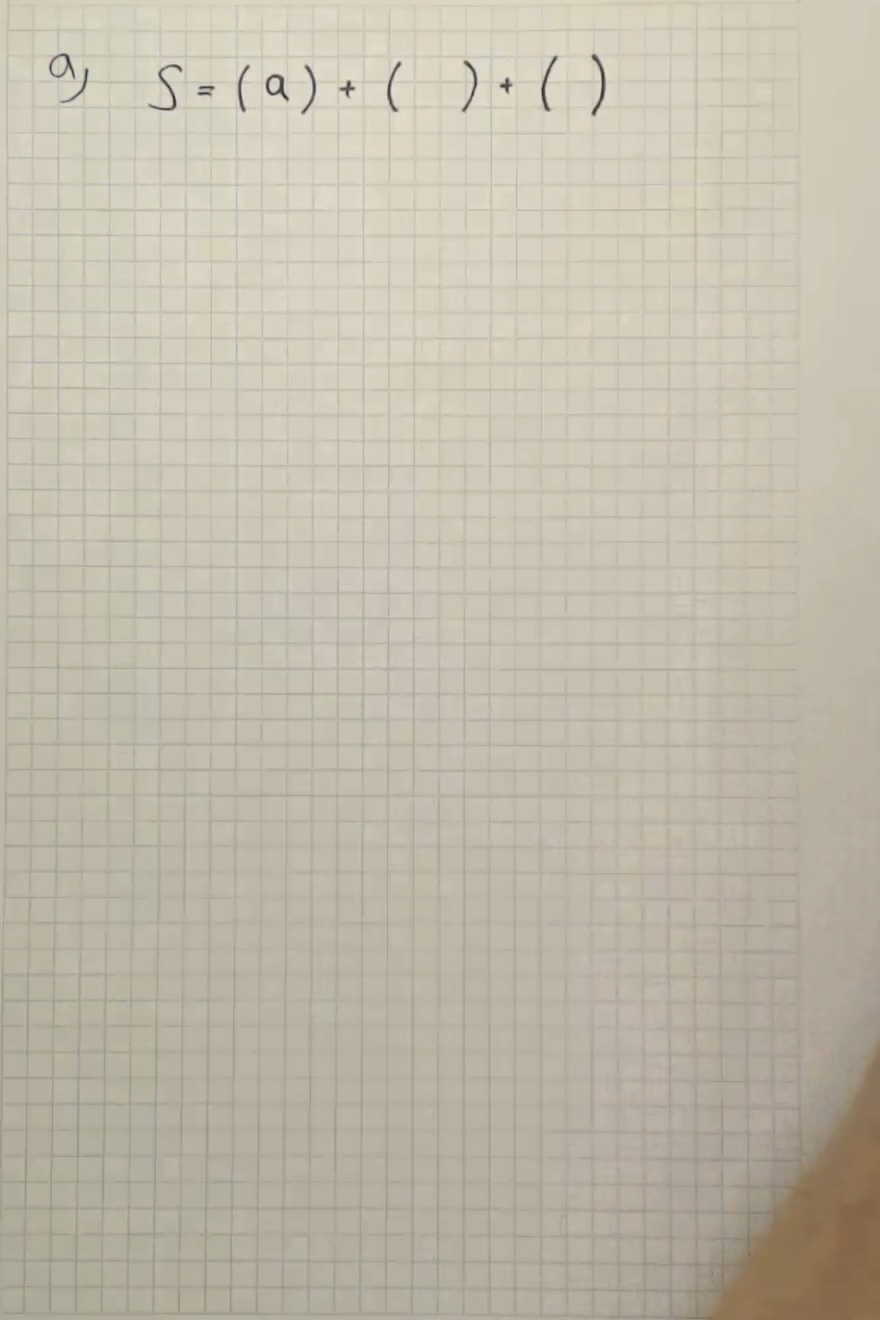 a) S = (a) + ( ) + ( )